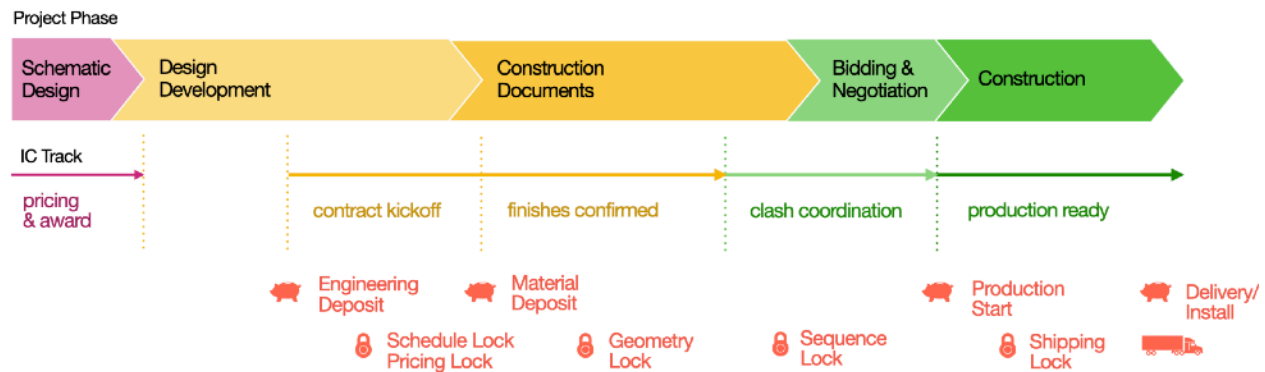 Project Phase
Schematic
Design
Design
Development
Construction
Documents
Bidding &
Negotiation
Construction
IC Track
pricing
& award
contract kickoff
finishes confirmed
clash coordination
production ready
Engineering
Deposit
Material
Deposit
Production
Start
Delivery/
Install
Schedule Lock
Pricing Lock
Geometry
Lock
Sequence
Lock
Shipping
Lock